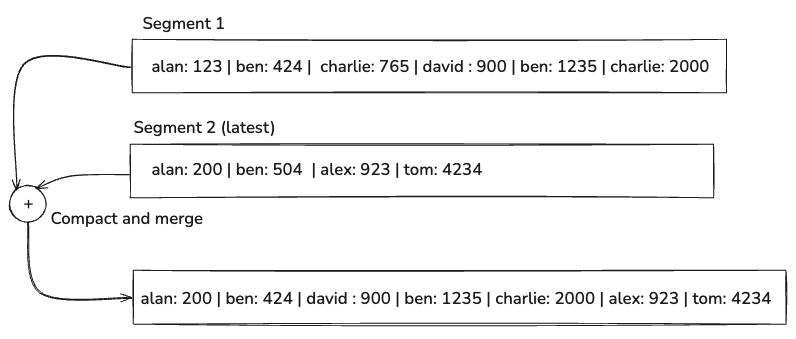 Segment 1
alan: 123 | ben: 424 | charlie: 765 | david : 900 | ben: 1235 | charlie: 2000
Segment 2 (latest)
alan: 200 | ben: 504 | alex: 923 | tom: 4234
+
Compact and merge
alan: 200 | ben: 424 | david : 900 | ben: 1235 | charlie: 2000 | alex: 923 | tom: 4234